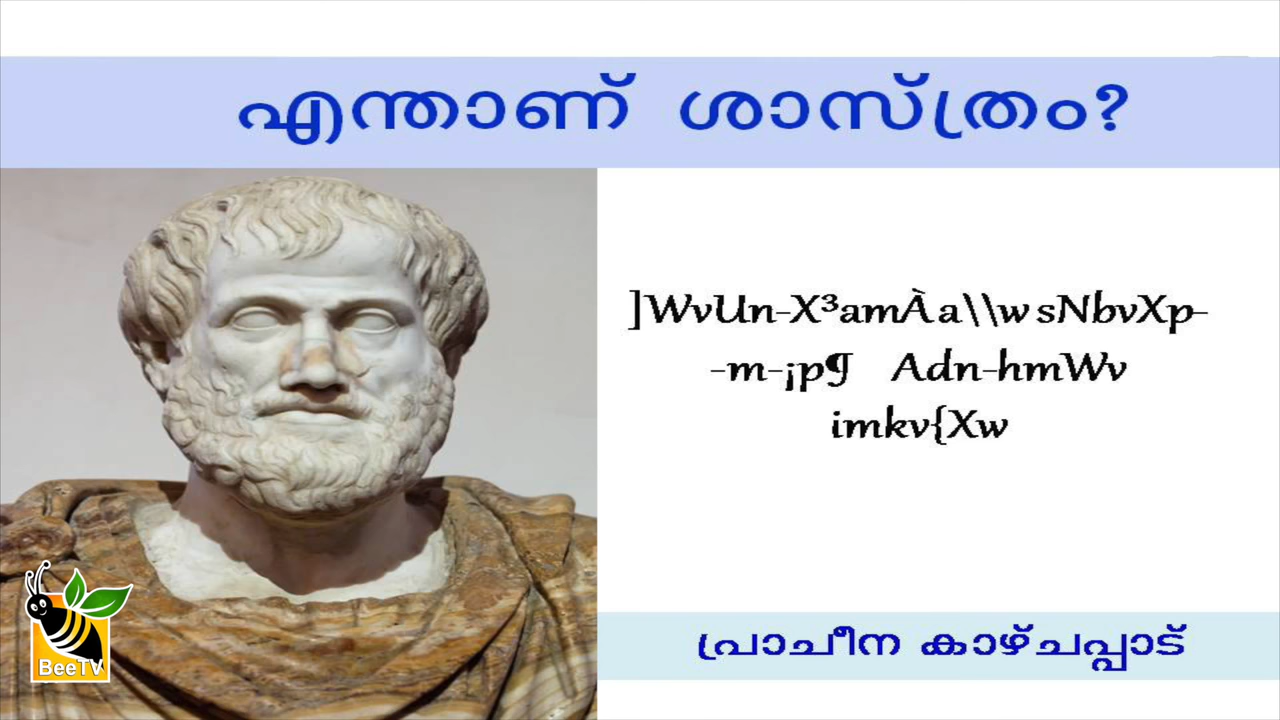 എന്താണ് ശാസ്ത്രം?
]WvUn-X³amÀa\\w sNbvXp-
-m-¡p¶ Adn-hmWv
imkv{Xw
പ്രാചീന കാഴ്ചപ്പാട്
BeeTV